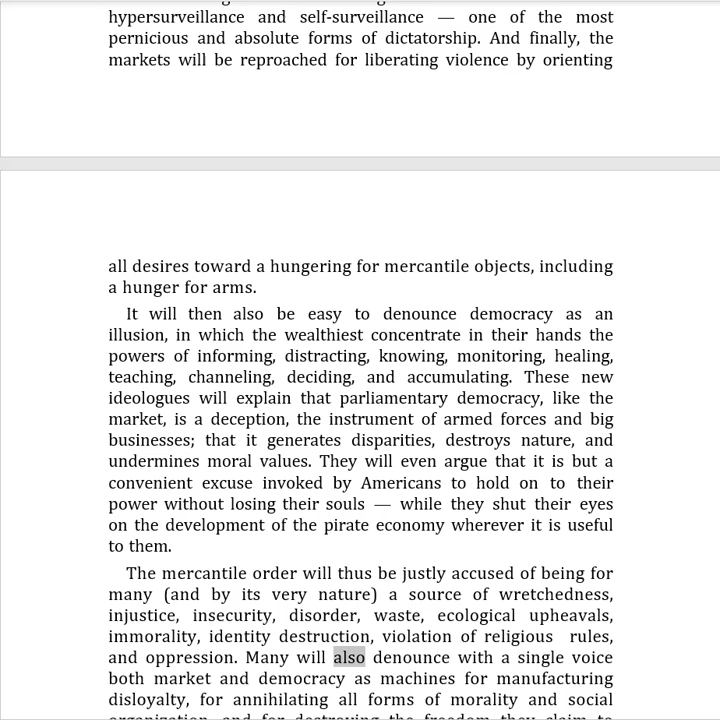 hypersurveillance and self-surveillance — one of the most
pernicious and absolute forms of dictatorship. And finally, the
markets will be reproached for liberating violence by orienting
all desires toward a hungering for mercantile objects, including
a hunger for arms.
It will then also be easy to denounce democracy as an
illusion, in which the wealthiest concentrate in their hands the
powers of informing, distracting, knowing, monitoring, healing,
teaching, channeling, deciding, and accumulating. These new
ideologues will explain that parliamentary democracy, like the
market, is a deception, the instrument of armed forces and big
businesses; that it generates disparities, destroys nature, and
undermines moral values. They will even argue that it is but a
convenient excuse invoked by Americans to hold on to their
power without losing their souls — while they shut their eyes
on the development of the pirate economy wherever it is useful
to them.
The mercantile order will thus be justly accused of being for
many (and by its very nature) a source of wretchedness,
injustice, insecurity, disorder, waste, ecological upheavals,
immorality, identity destruction, violation of religious rules,
and oppression. Many will also denounce with a single voice
both market and democracy as machines for manufacturing
disloyalty, for annihilating all forms of morality and social
organization, and for destroying the freedom they claim to